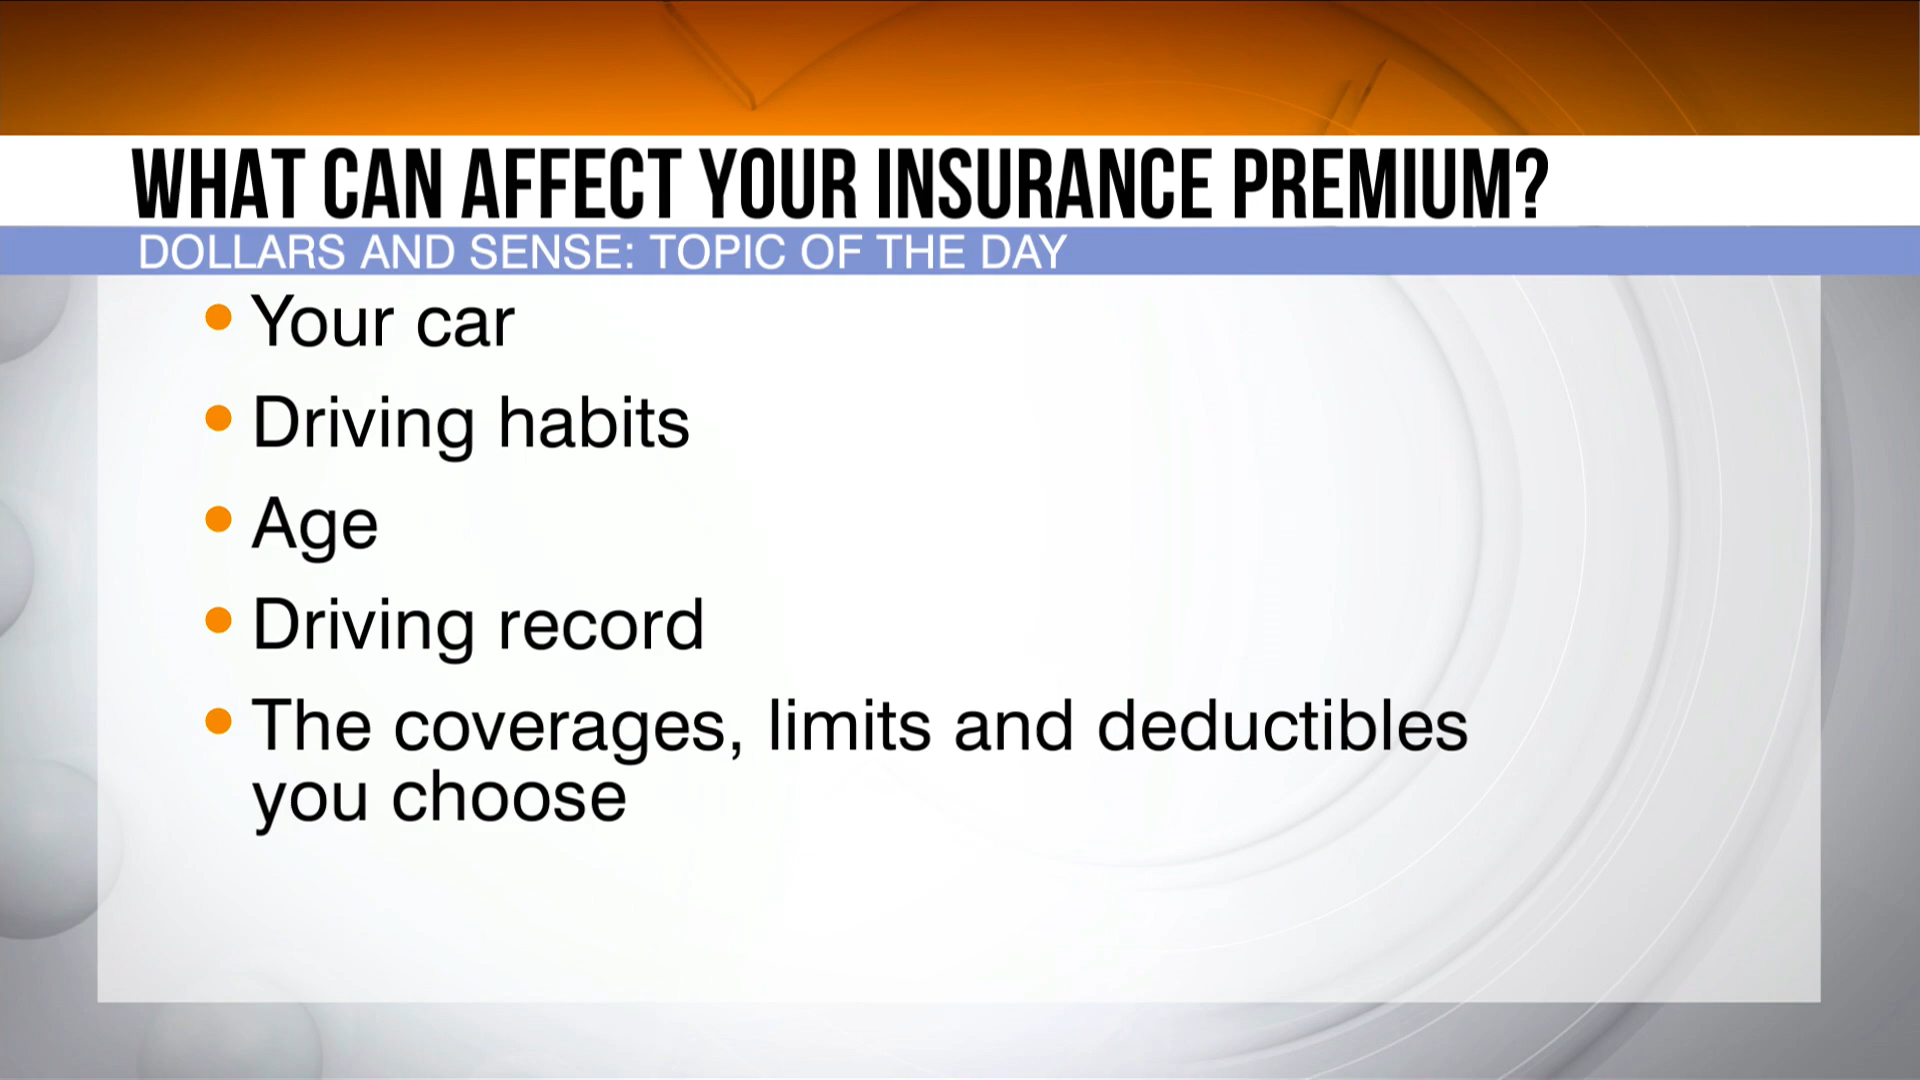 WHAT CAN AFFECT YOUR INSURANCE PREMIUM?
DOLLARS AND SENSE: TOPIC OF THE DAY
• Your car
• Driving habits
• Age
• Driving record
• The coverages, limits and deductibles
you choose